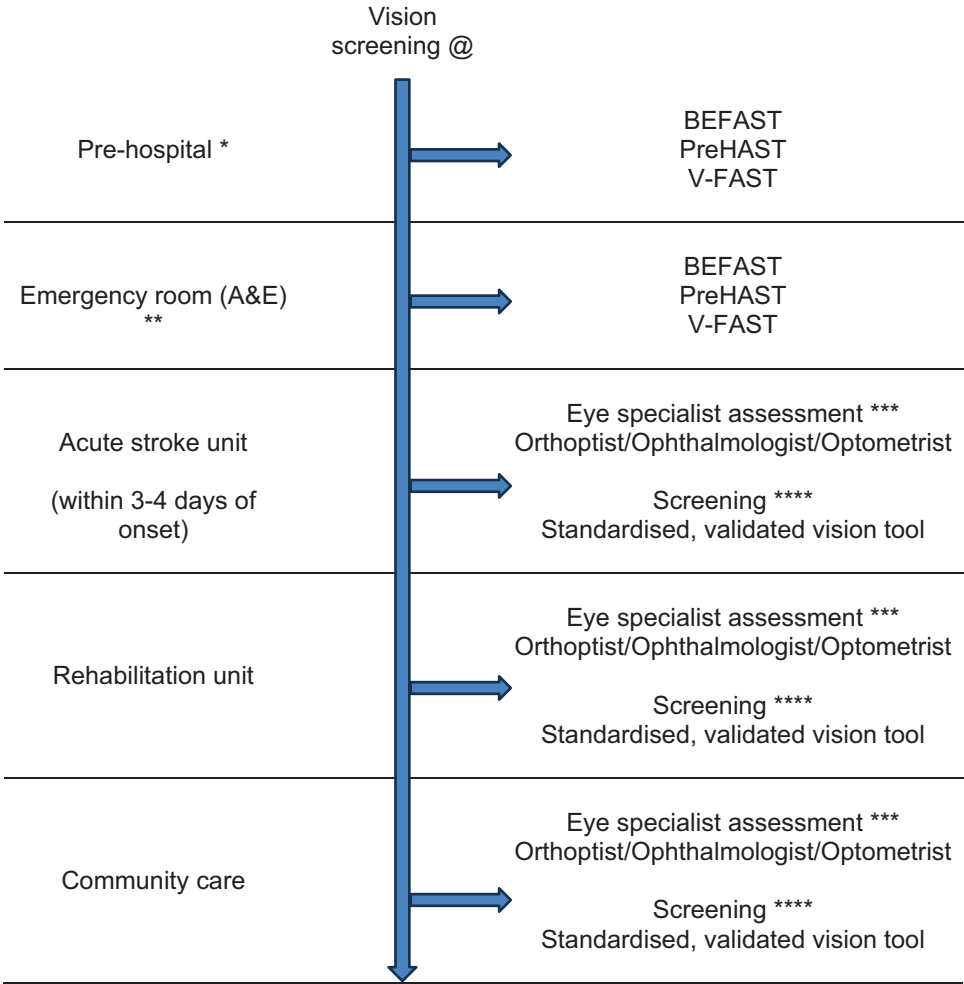 Vision
screening @
Pre-hospital *
BEFAST
PreHAST
V-FAST
Emergency room (A&E)
**
BEFAST
PreHAST
V-FAST
Acute stroke unit
(within 3-4 days of
onset)
Eye specialist assessment ***
Orthoptist/Ophthalmologist/Optometrist
Screening ****
Standardised, validated vision tool
Rehabilitation unit
Eye specialist assessment ***
Orthoptist/Ophthalmologist/Optometrist
Screening ****
Standardised, validated vision tool
Community care
Eye specialist assessment ***
Orthoptist/Ophthalmologist/Optometrist
Screening ****
Standardised, validated vision tool